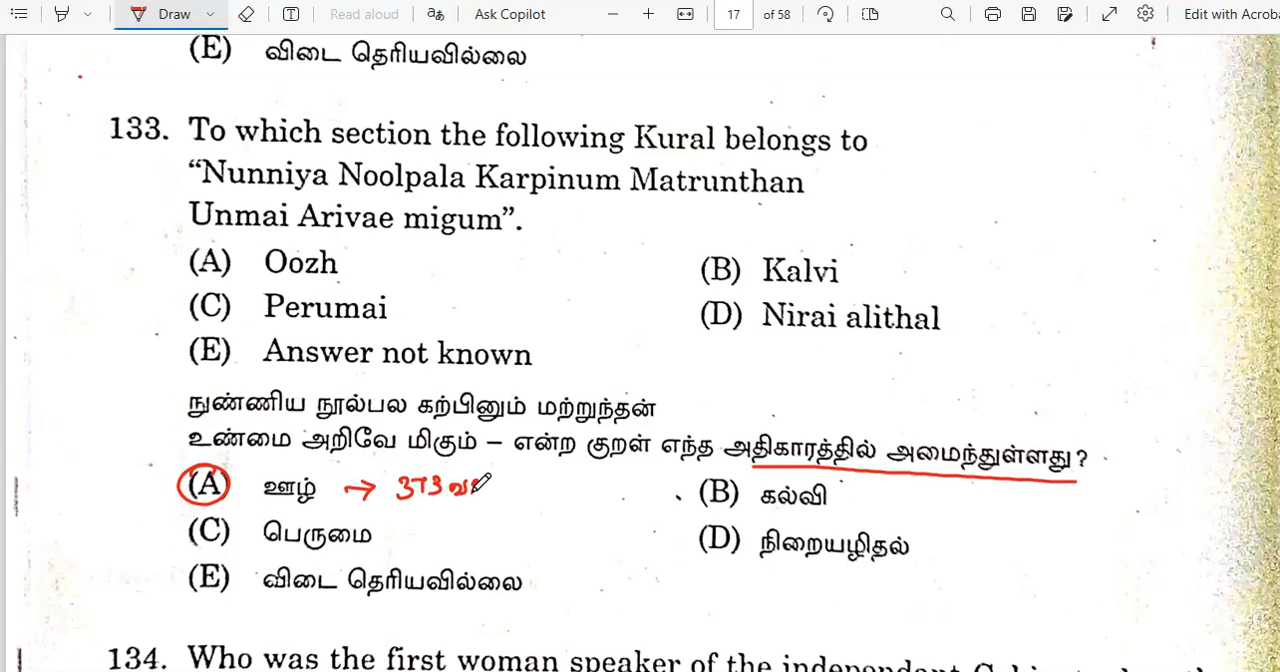 Draw
Read aloud
aあ
Ask Copilot
17
of 58
Edit with Acroba
(E) விடை தெரியவில்லை
133. To which section the following Kural belongs to
“Nunniya Noolpala Karpinum Matrunthan
Unmai Arivae migum”.
(A) Oozh
(B) Kalvi
(C) Perumai
(D) Nirai alithal
(E) Answer not known
நுண்ணிய நூல்பல கற்பினும் மற்றுந்தன்
உண்மை அறிவே மிகும் – என்ற குறள் எந்த அதிகாரத்தில் அமைந்துள்ளது?
(A) ஊழ் → 373
(B) கல்வி
(C) பெருமை
(D) நிறையழிதல்
(E) விடை தெரியவில்லை
134. Who was the first woman speaker of the independent